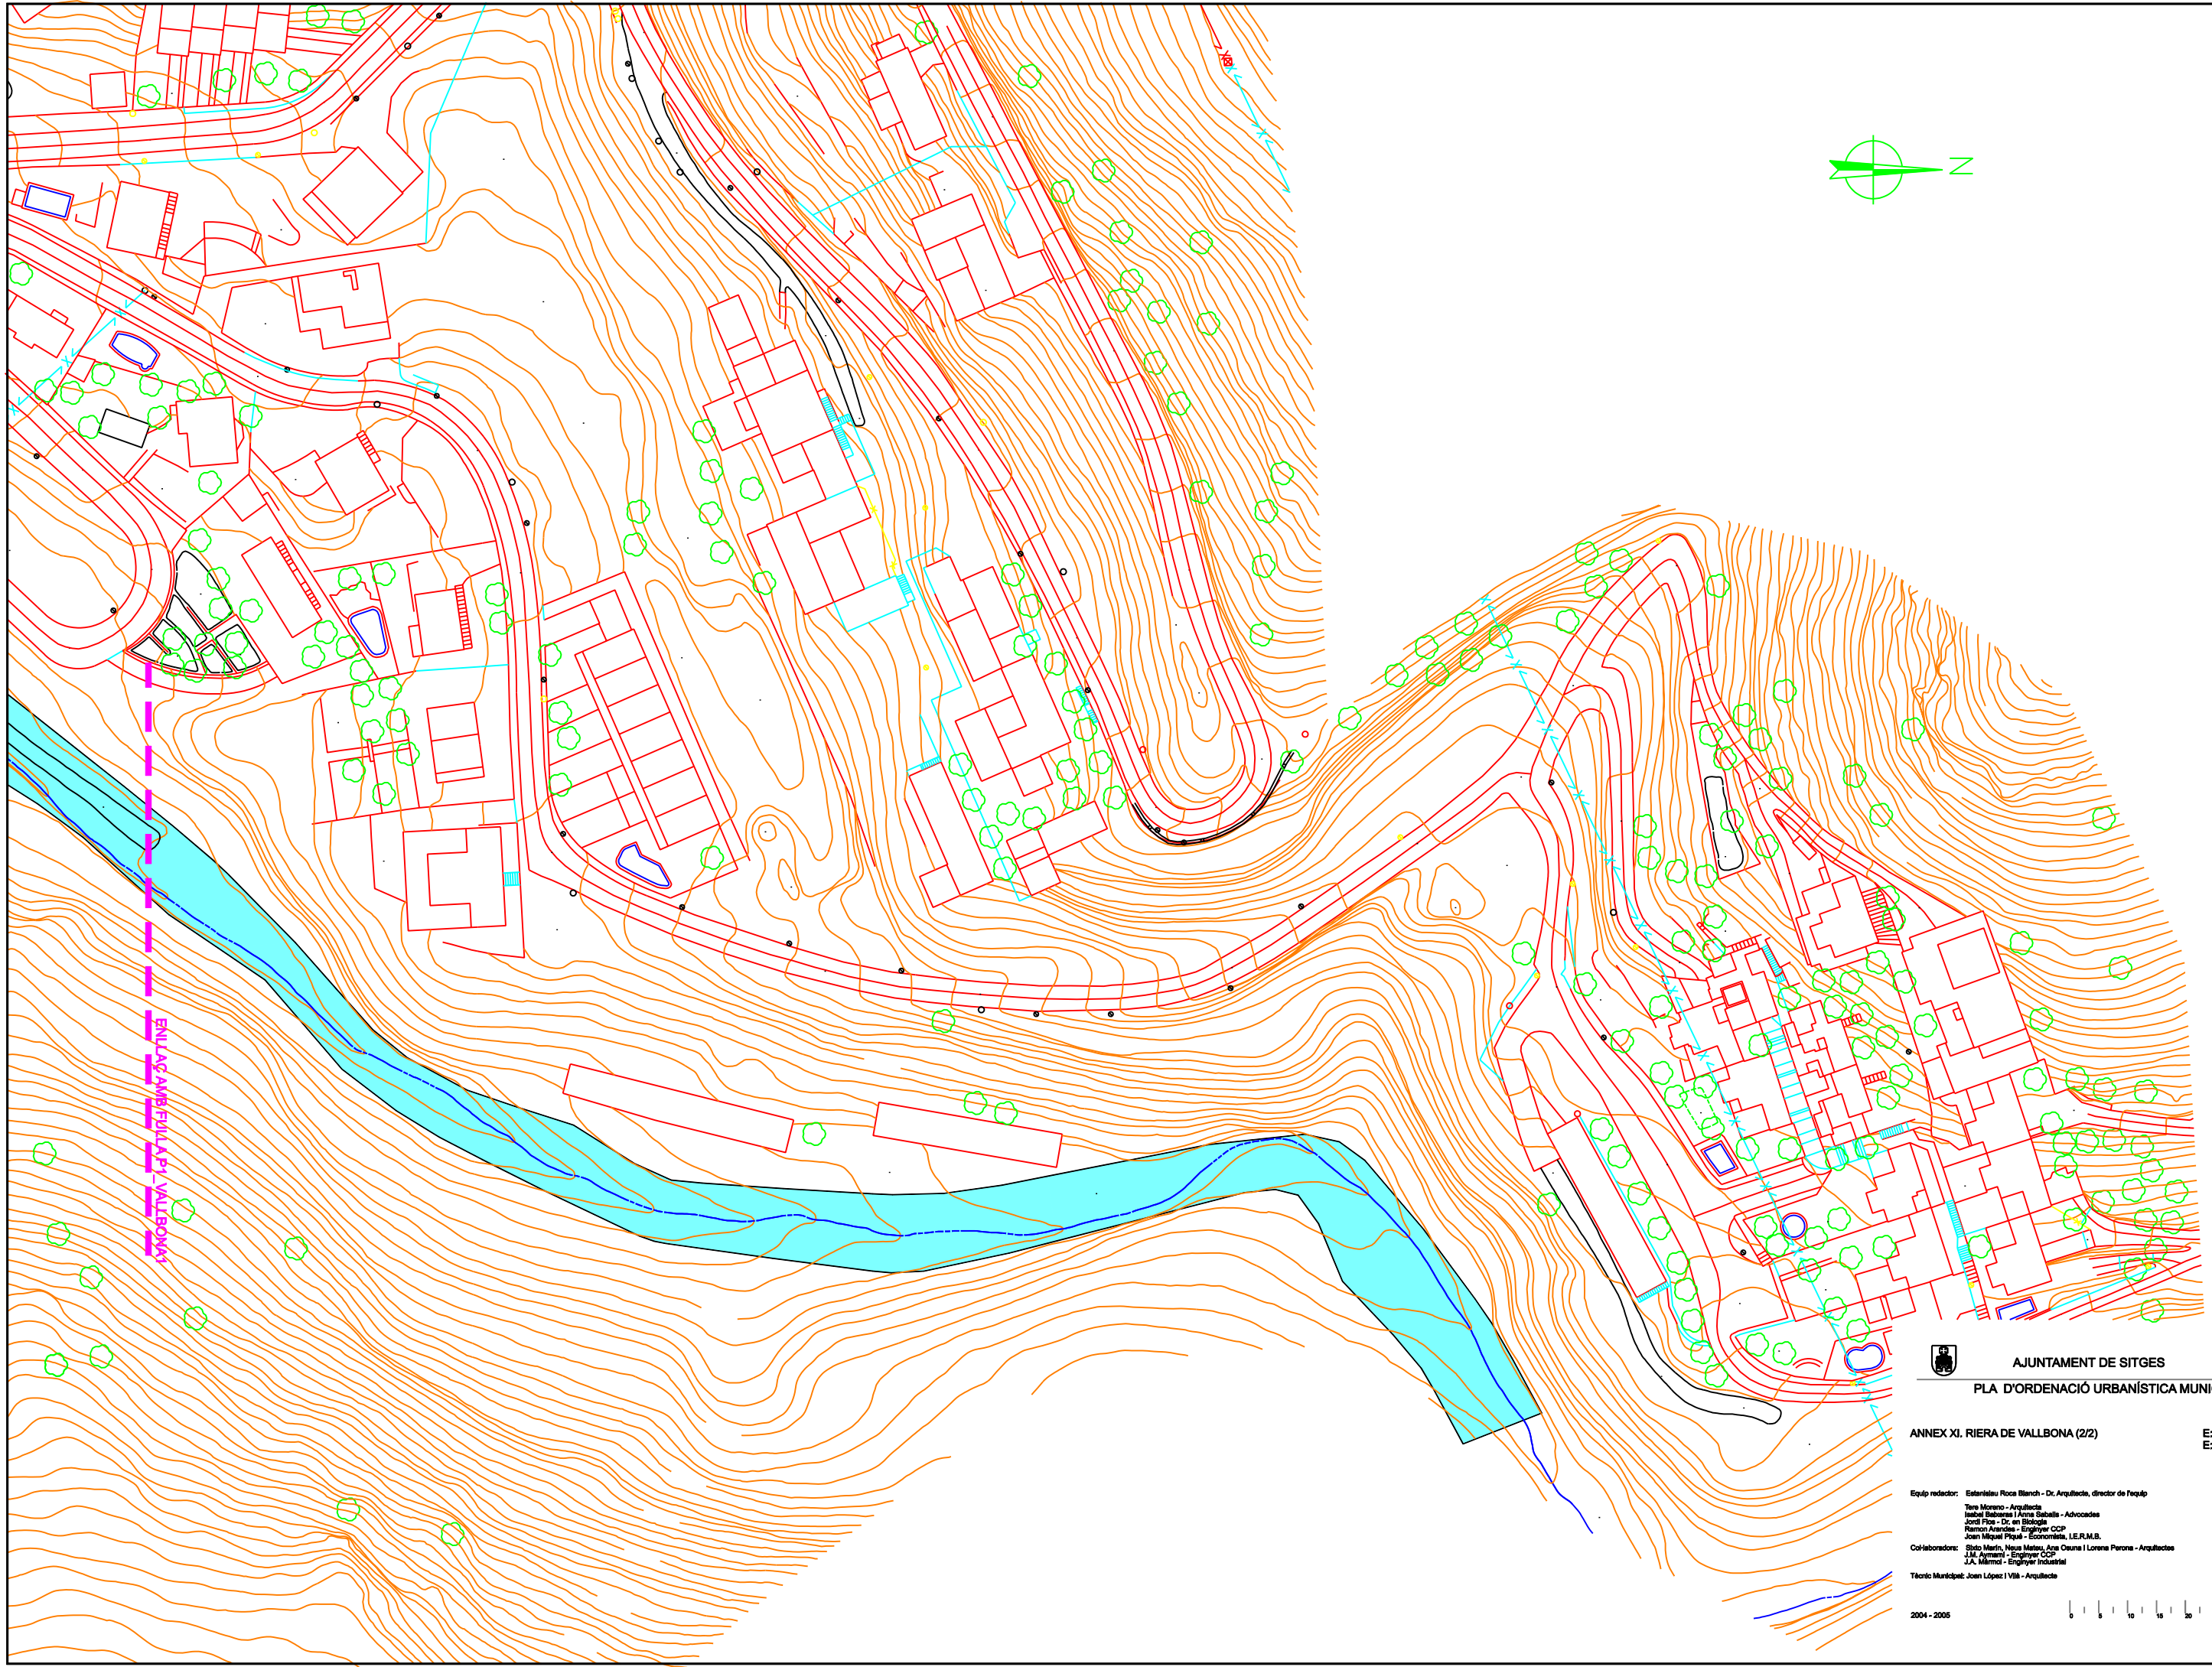 N
ENLLAÇ AMB FULLA P1 - VALLBONA1
AJUNTAMENT DE SITGES
PLA D'ORDENACIÓ URBANÍSTICA MUNI
ANNEX XI. RIERA DE VALLBONA (2/2)
E:
E:
Equip redactor: Estanislau Roca Blanch - Dr. Arquitecte, director de l'equip
Tere Moreno - Arquitecta
Isabel Baixeras i Anna Sabaté - Advocades
Jordi Flos - Dr. en Biologia
Ramon Arandes - Enginyer CCP
Joan Miquel Piqué - Economista, I.E.R.M.B.
Col·laboradors: Sixto Marín, Neus Mateu, Ana Osuna i Lorena Perona - Arquitectes
J.M. Aymamí - Enginyer CCP
J.A. Mármol - Enginyer Industrial
Tècnic Municipal: Joan López i Vilà - Arquitecte
2004 - 2005
0 5 10 15 20